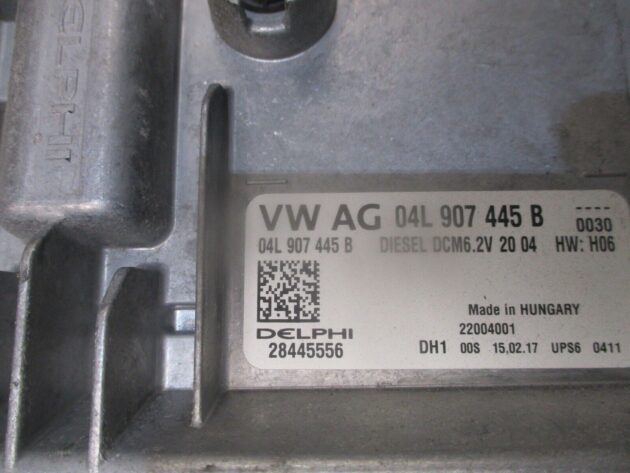 DELPHI
VW AG 04L 907 445 B ----
0030
04L 907 445 B DIESEL DCM6.2V 20 04 HW: H06
Made in HUNGARY
DELPHI 22004001
28445556 DH1 00S 15.02.17 UPS6 0411